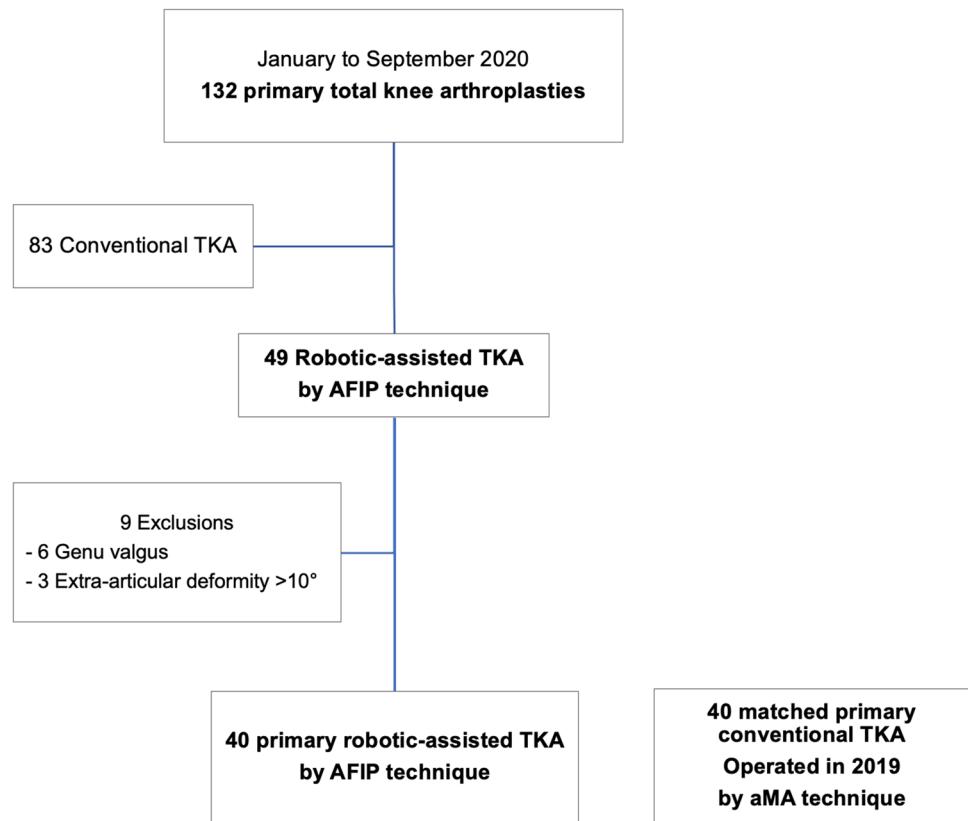 January to September 2020
132 primary total knee arthroplasties
83 Conventional TKA
49 Robotic-assisted TKA
by AFIP technique
9 Exclusions
- 6 Genu valgus
- 3 Extra-articular deformity >10°
40 primary robotic-assisted TKA
by AFIP technique
40 matched primary
conventional TKA
Operated in 2019
by aMA technique